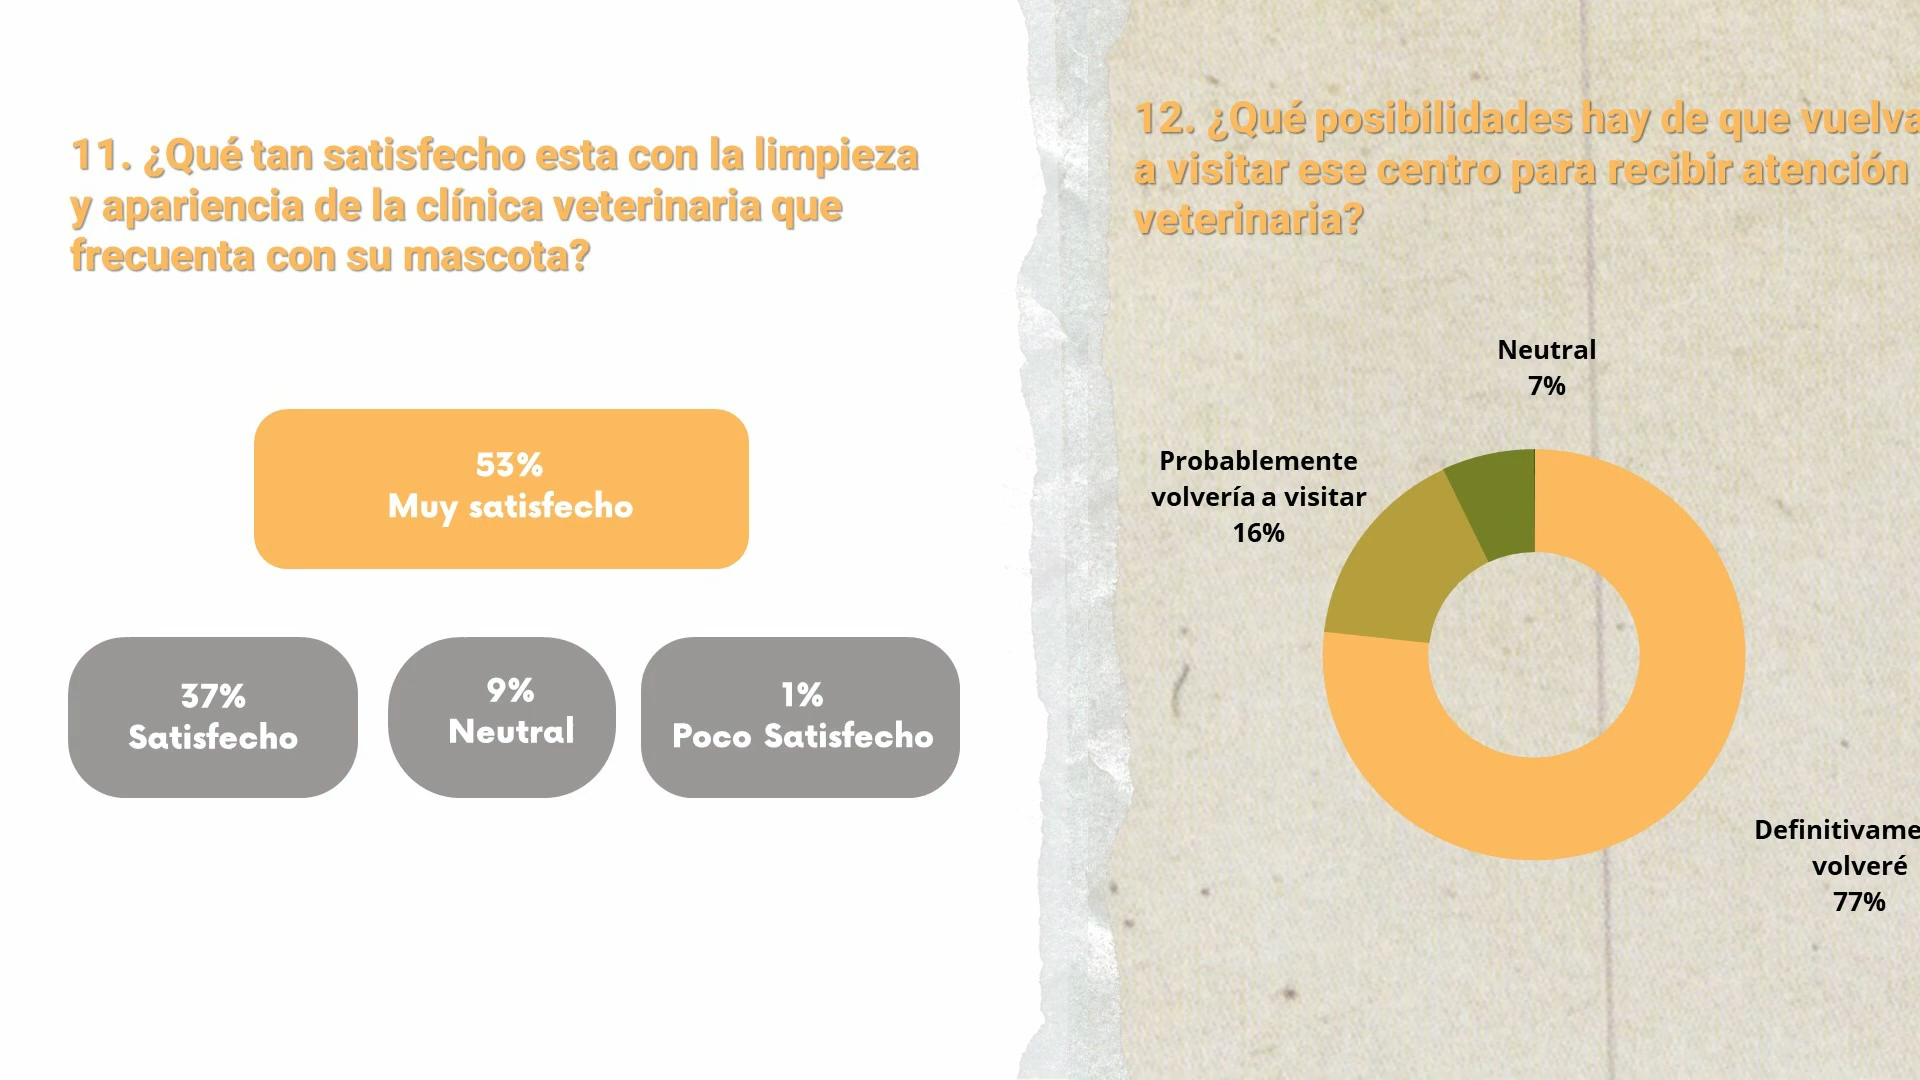 11. ¿Qué tan satisfecho esta con la limpieza
y apariencia de la clínica veterinaria que
frecuenta con su mascota?
53%
Muy satisfecho
37%
Satisfecho
9%
Neutral
1%
Poco Satisfecho
12. ¿Qué posibilidades hay de que vuelva
a visitar ese centro para recibir atención
veterinaria?
Neutral
7%
Probablemente
volvería a visitar
16%
volveré
77%